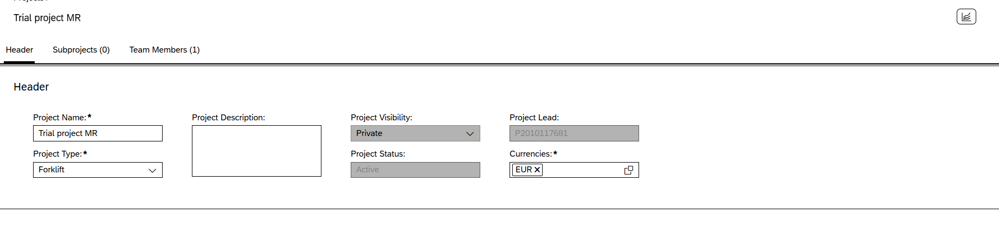 Trial project MR
Header Subprojects (0) Team Members (1)
Header
Project Name:* Project Description: Project Visibility: Project Lead:
Trial project MR Private P2010117681
Project Type:* Project Status: Currencies:*
Forklift Active EUR